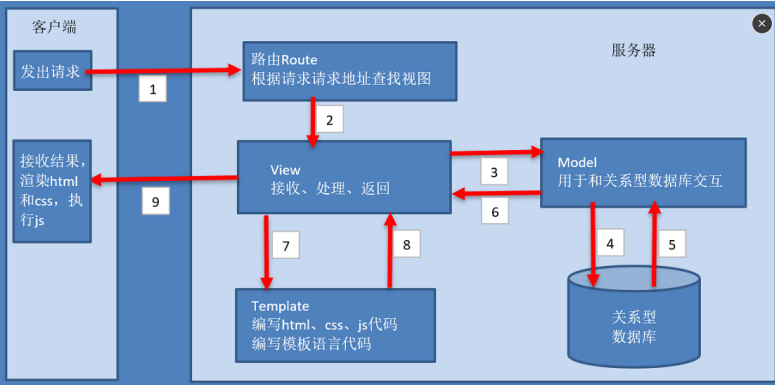 客户端
服务器
发出请求
1
路由Route
根据请求请求地址查找视图
2
接收结果，
渲染html
和css，执
行js
9
View
接收、处理、返回
3
6
Model
用于和关系型数据库交互
7
8
4
5
Template
编写html、css、js代码
编写模板语言代码
关系型
数据库